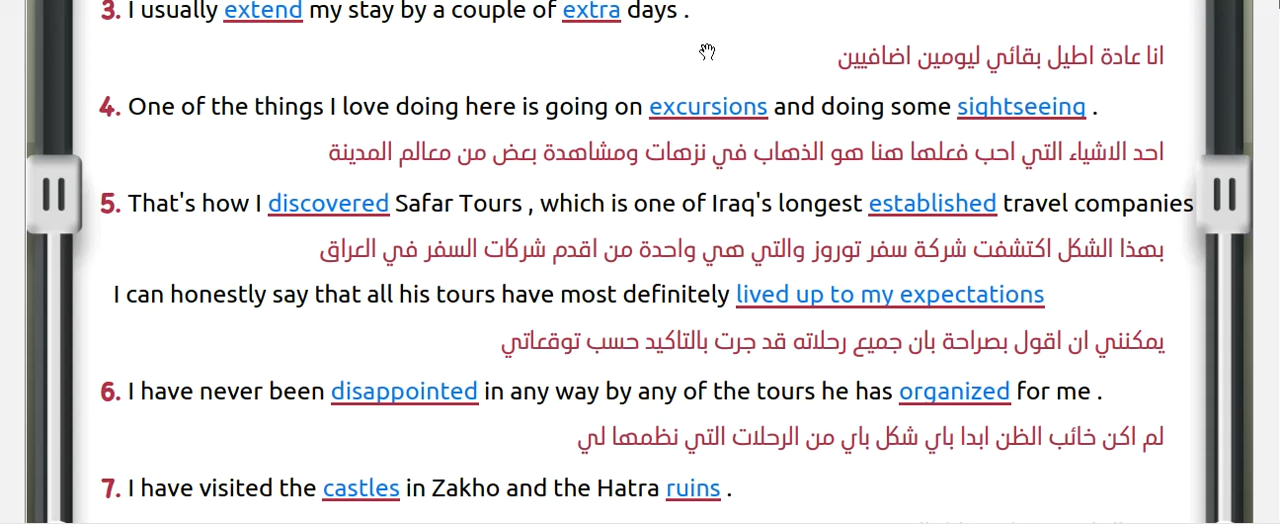 3. I usually extend my stay by a couple of extra days .
انا عادة اطيل بقائي ليومين اضافيين
4. One of the things I love doing here is going on excursions and doing some sightseeing .
احد الاشياء التي احب فعلها هنا هو الذهاب في نزهات ومشاهدة بعض من معالم المدينة
5. That's how I discovered Safar Tours , which is one of Iraq's longest established travel companies
بهذا الشكل اكتشفت شركة سفر توروز والتي هي واحدة من اقدم شركات السفر في العراق
I can honestly say that all his tours have most definitely lived up to my expectations
يمكنني ان اقول بصراحة بان جميع رحلاته قد جرت بالتاكيد حسب توقعاتي
6. I have never been disappointed in any way by any of the tours he has organized for me .
لم اكن خائب الظن ابدا باي شكل باي من الرحلات التي نظمها لي
7. I have visited the castles in Zakho and the Hatra ruins .